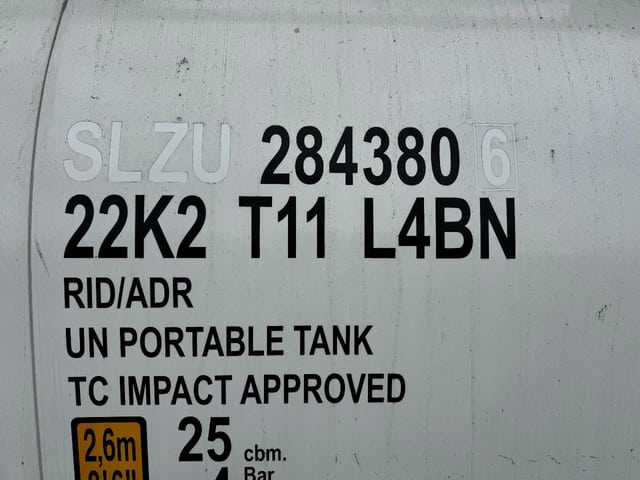 SLZU 284380 6
22K2 T11 L4BN
RID/ADR
UN PORTABLE TANK
TC IMPACT APPROVED
2,6m 25 cbm.
4 Bar